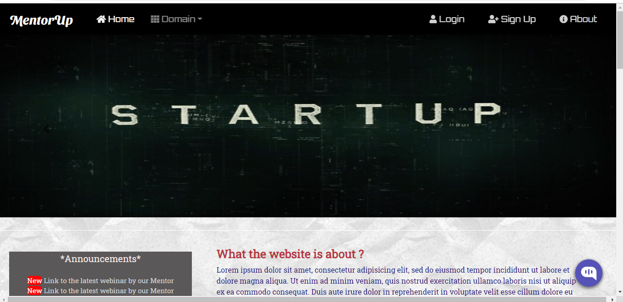 MentorUp Home Domain Login Sign Up About
STARTUP
*Announcements*
New Link to the latest webinar by our Mentor
New Link to the latest webinar by our Mentor
What the website is about ?
Lorem ipsum dolor sit amet, consectetur adipisicing elit, sed do eiusmod tempor incididunt ut labore et
dolore magna aliqua. Ut enim ad minim veniam, quis nostrud exercitation ullamco laboris nisi ut aliquip
ex ea commodo consequat. Duis aute irure dolor in reprehenderit in voluptate velit esse cillum dolore eu